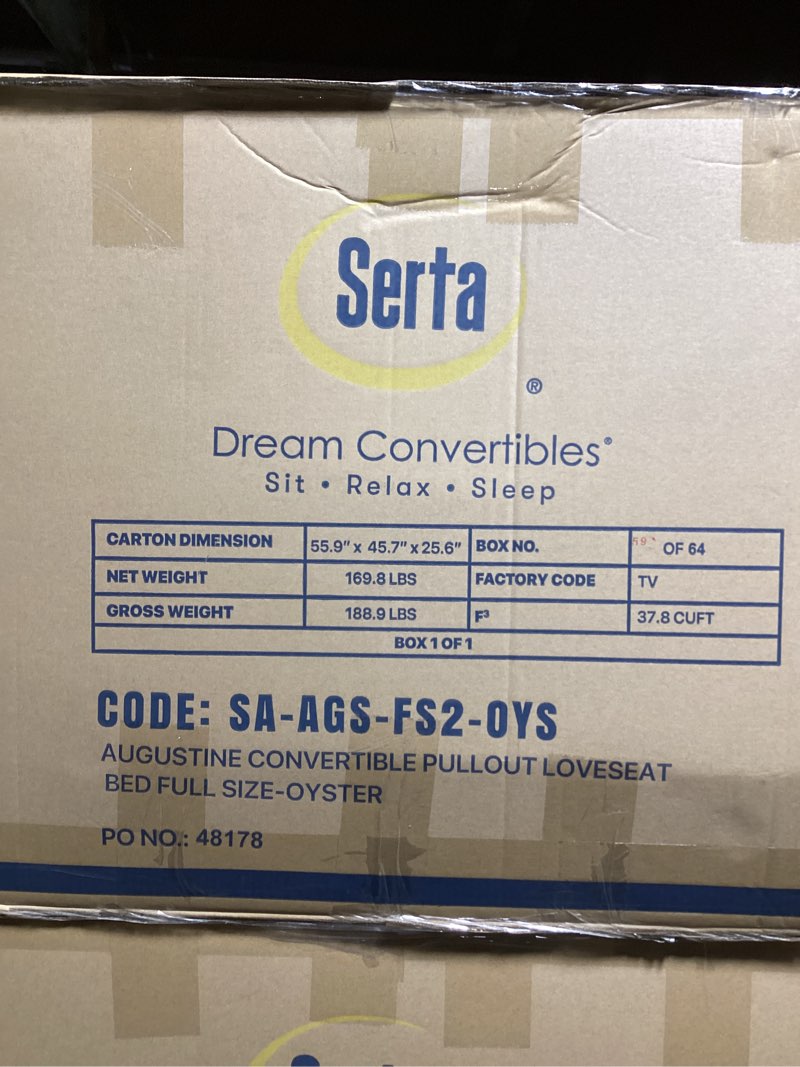 Serta
®
Dream Convertibles®
Sit • Relax • Sleep
CARTON DIMENSION 55.9" x 45.7" x 25.6" BOX NO. 59 OF 64
NET WEIGHT 169.8 LBS FACTORY CODE TV
GROSS WEIGHT 188.9 LBS F³ 37.8 CUFT
BOX 1 OF 1
CODE: SA-AGS-FS2-OYS
AUGUSTINE CONVERTIBLE PULLOUT LOVESEAT
BED FULL SIZE-OYSTER
PO NO.: 48178